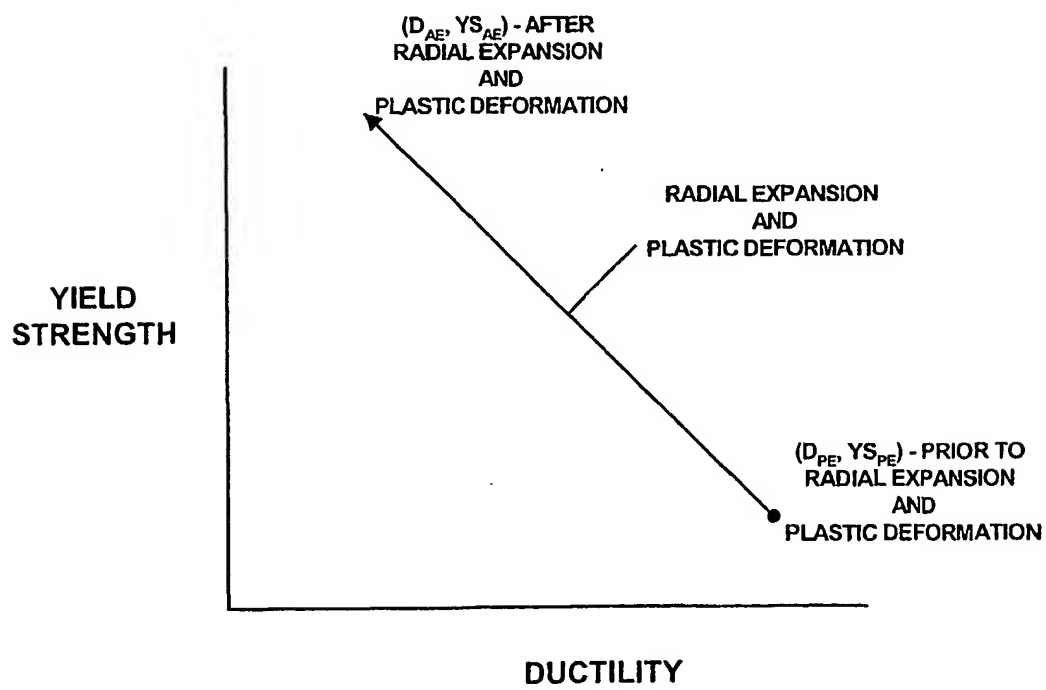 (D_AE, YS_AE) - AFTER
RADIAL EXPANSION
AND
PLASTIC DEFORMATION
RADIAL EXPANSION
AND
PLASTIC DEFORMATION
YIELD
STRENGTH
(D_PE, YS_PE) - PRIOR TO
RADIAL EXPANSION
AND
PLASTIC DEFORMATION
DUCTILITY